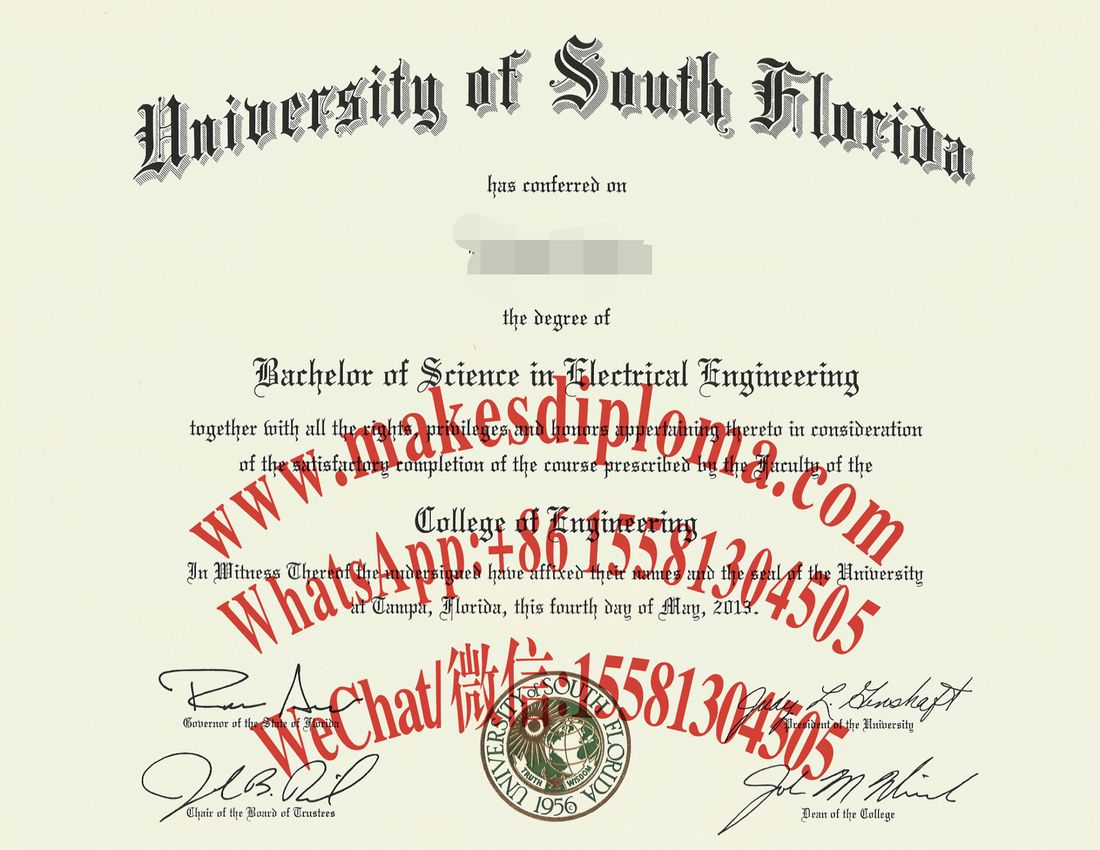 University of South Florida
has conferred on
the degree of
Bachelor of Science in Electrical Engineering
together with all the rights, privileges and honors appertaining thereto in consideration
of the satisfactory completion of the course prescribed by the Faculty of the
www.makesdiploma.com
College of Engineering
WhatsApp:+86 15581304505
In Witness Thereof the undersigned have affixed their names and the seal of the University
at Tampa, Florida, this fourth day of May, 2013.
WeChat/微信:15581304505
Governor of the State of Florida
President of the University
UNIVERSITY of SOUTH FLORIDA
TRUTH WISDOM
1956
Chair of the Board of Trustees
Dean of the College